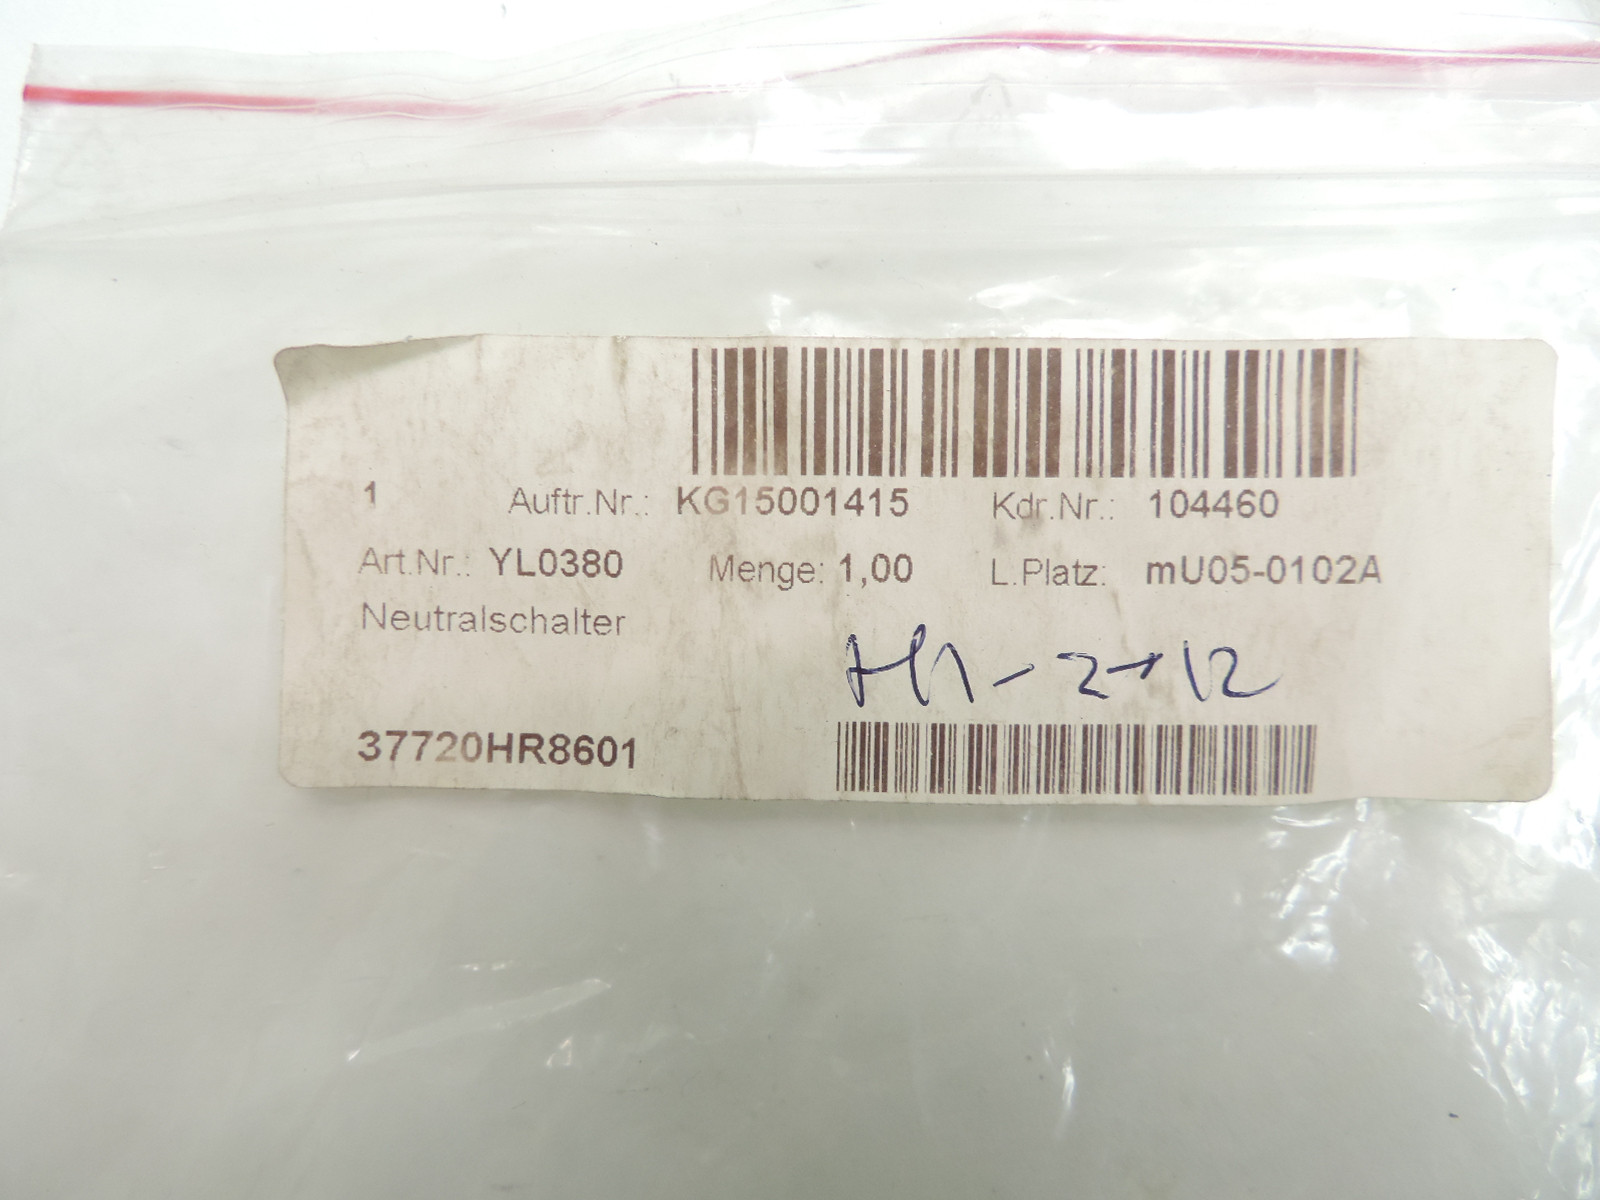 1 Auftr.Nr.: KG15001415 Kdr.Nr.: 104460
Art.Nr.: YL0380 Menge: 1,00 L.Platz: mU05-0102A
Neutralschalter
37720HR8601